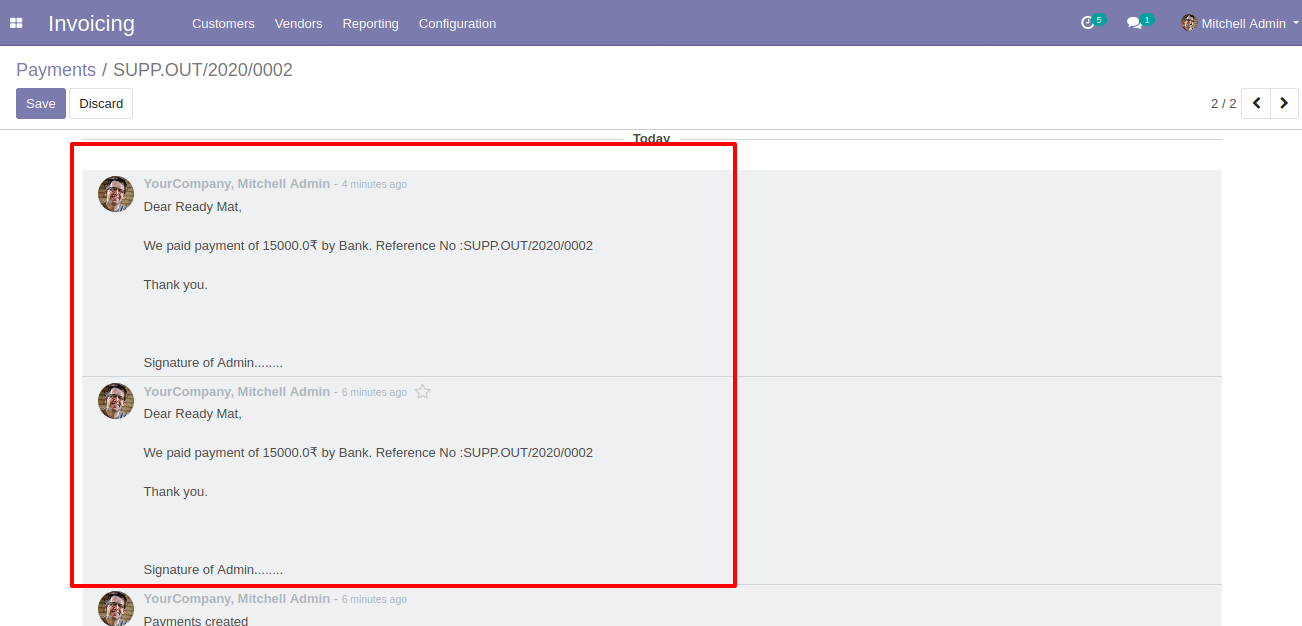 Invoicing Customers Vendors Reporting Configuration 5 1 Mitchell Admin
Payments / SUPP.OUT/2020/0002
Save Discard 2 / 2
Today
YourCompany, Mitchell Admin - 4 minutes ago
Dear Ready Mat,
We paid payment of 15000.0₹ by Bank. Reference No :SUPP.OUT/2020/0002
Thank you.
Signature of Admin........
YourCompany, Mitchell Admin - 6 minutes ago
Dear Ready Mat,
We paid payment of 15000.0₹ by Bank. Reference No :SUPP.OUT/2020/0002
Thank you.
Signature of Admin........
YourCompany, Mitchell Admin - 6 minutes ago
Payments created